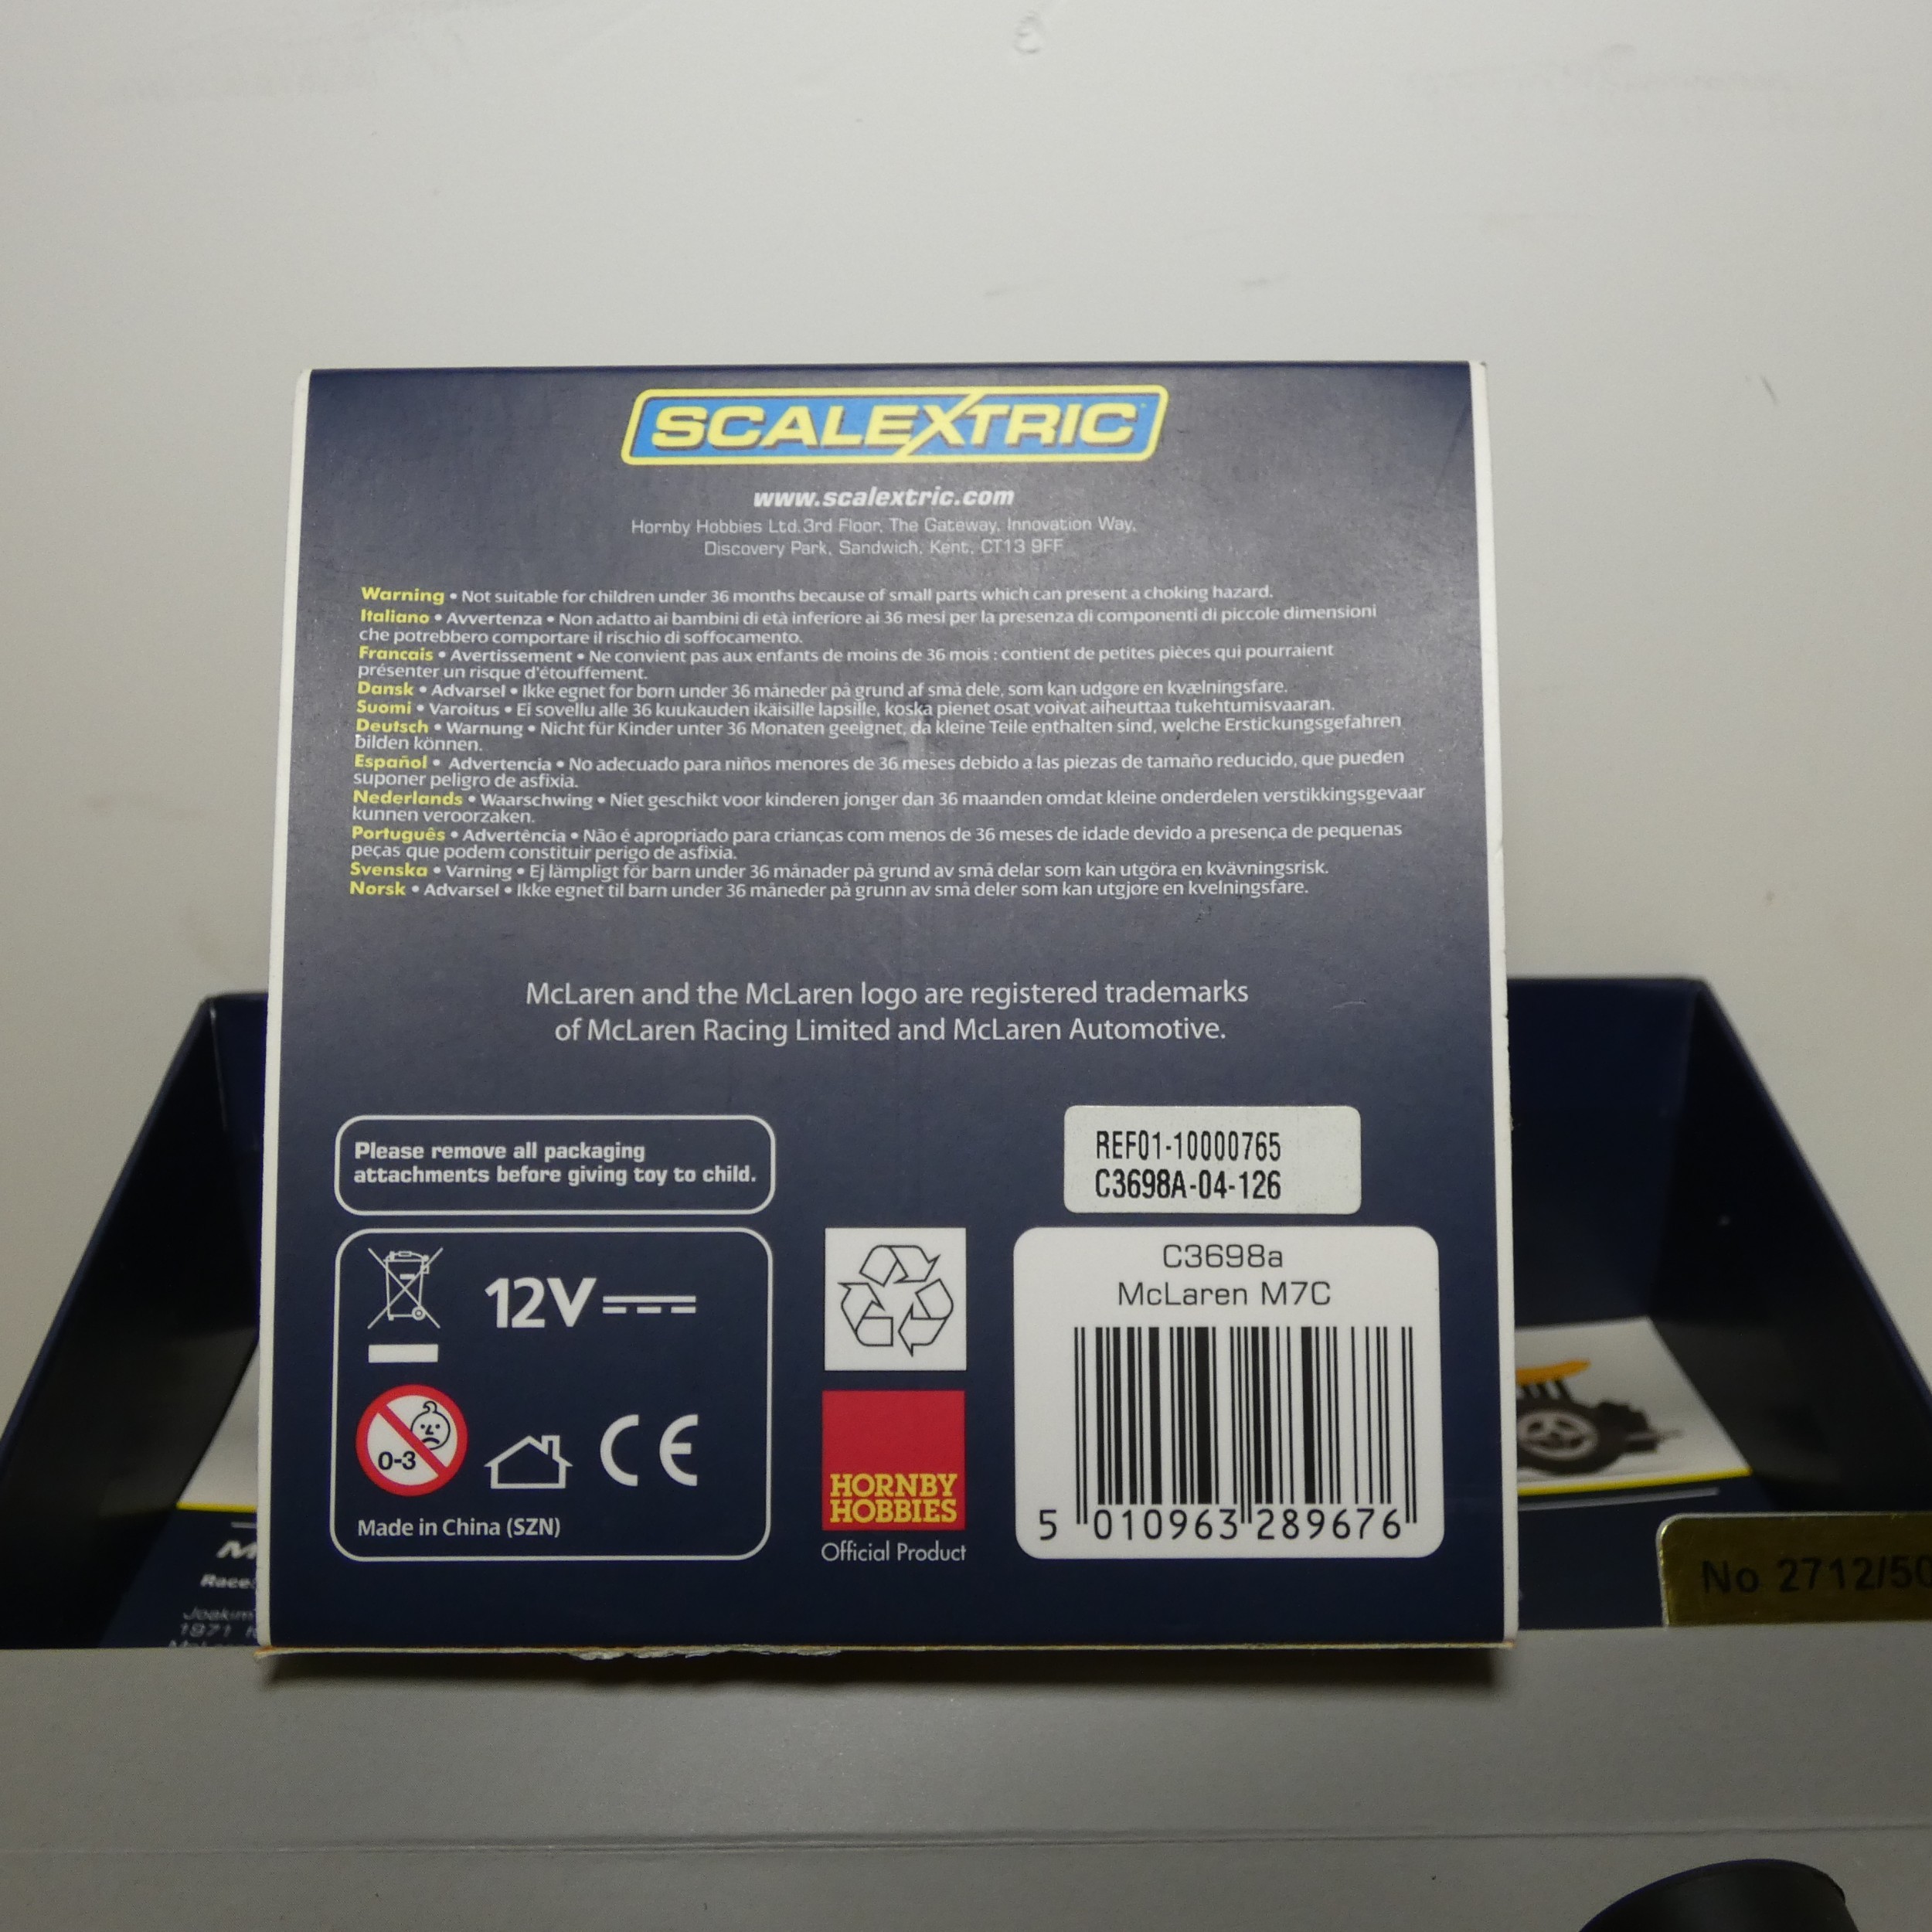 SCALEXTRIC
www.scalextric.com
Hornby Hobbies Ltd.3rd Floor, The Gateway, Innovation Way,
Discovery Park, Sandwich, Kent, CT13 9FF
Warning • Not suitable for children under 36 months because of small parts which can present a choking hazard.
Italiano • Avvertenza • Non adatto ai bambini di età inferiore ai 36 mesi per la presenza di componenti di piccole dimensioni
che potrebbero comportare il rischio di soffocamento.
Francais • Avertissement • Ne convient pas aux enfants de moins de 36 mois : contient de petites pièces qui pourraient
présenter un risque d'étouffement.
Dansk • Advarsel • Ikke egnet for børn under 36 måneder på grund af små dele, som kan udgøre en kvælningsfare.
Suomi • Varoitus • Ei sovellu alle 36 kuukauden ikäisille lapsille, koska pienet osat voivat aiheuttaa tukehtumisvaaran.
Deutsch • Warnung • Nicht für Kinder unter 36 Monaten geeignet, da kleine Teile enthalten sind, welche Erstickungsgefahren
bilden können.
Español • Advertencia • No adecuado para niños menores de 36 meses debido a las piezas de tamaño reducido, que pueden
suponer peligro de asfixia.
Nederlands • Waarschwing • Niet geschikt voor kinderen jonger dan 36 maanden omdat kleine onderdelen verstikkingsgevaar
kunnen veroorzaken.
Português • Advertência • Não é apropriado para crianças com menos de 36 meses de idade devido a presença de pequenas
peças que podem constituir perigo de asfixia.
Svenska • Varning • Ej lämpligt för barn under 36 månader på grund av små delar som kan utgöra en kvävningsrisk.
Norsk • Advarsel • Ikke egnet til barn under 36 måneder på grunn av små deler som kan utgjøre en kvelningsfare.
McLaren and the McLaren logo are registered trademarks
of McLaren Racing Limited and McLaren Automotive.
Please remove all packaging
attachments before giving toy to child.
REF01-10000765
C3698A-04-126
12V
0-3
CE
Made in China (SZN)
HORNBY
HOBBIES
Official Product
C3698a
McLaren M7C
5 010963 289676
No 2712/50
Race
Joakim
1971